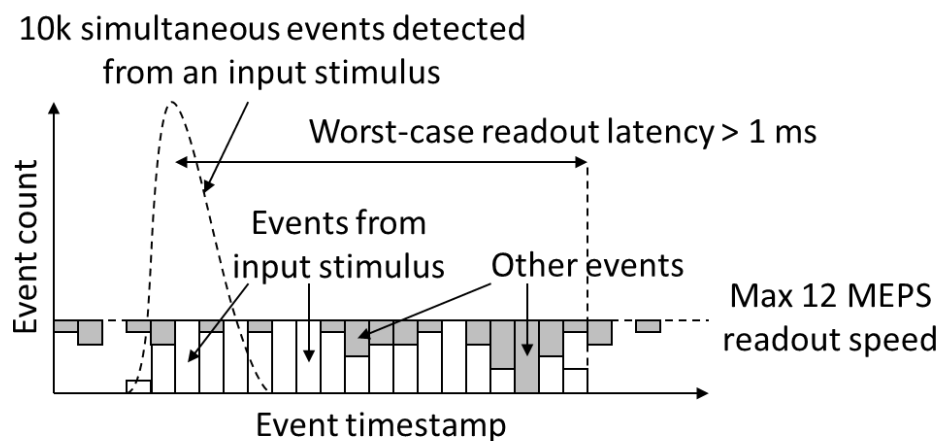 10k simultaneous events detected
from an input stimulus
Worst-case readout latency > 1 ms
Event count
Events from
input stimulus
Other events
Max 12 MEPS
readout speed
Event timestamp